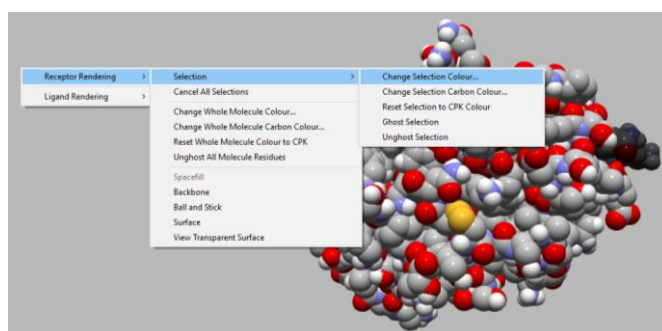 Receptor Rendering
Ligand Rendering
Selection
Cancel All Selections
Change Whole Molecule Colour...
Change Whole Molecule Carbon Colour...
Reset Whole Molecule Colour to CPK
Unghost All Molecule Residues
Spacefill
Backbone
Ball and Stick
Surface
View Transparent Surface
Change Selection Colour...
Change Selection Carbon Colour...
Reset Selection to CPK Colour
Ghost Selection
Unghost Selection